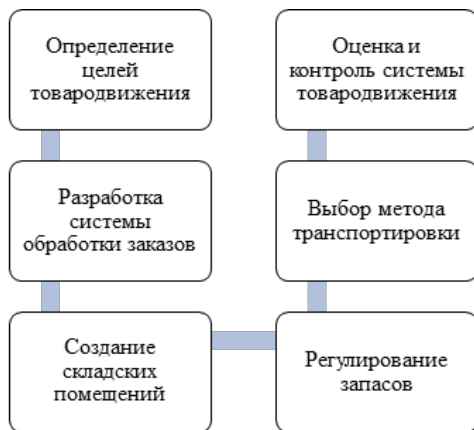 Определение
целей
товародвижения
Разработка
системы
обработки заказов
Создание
складских
помещений
Регулирование
запасов
Выбор метода
транспортировки
Оценка и
контроль системы
товародвижения